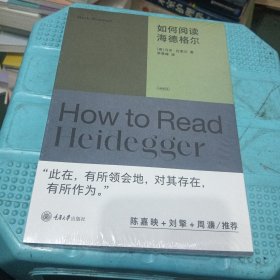 Mark Wrathall
如何阅读
海德格尔
How to Read
Heidegger
“此在，有所领会地，对其存在，
有所作为。”
重庆大学出版社
陈嘉映+刘擎+周濂/推荐